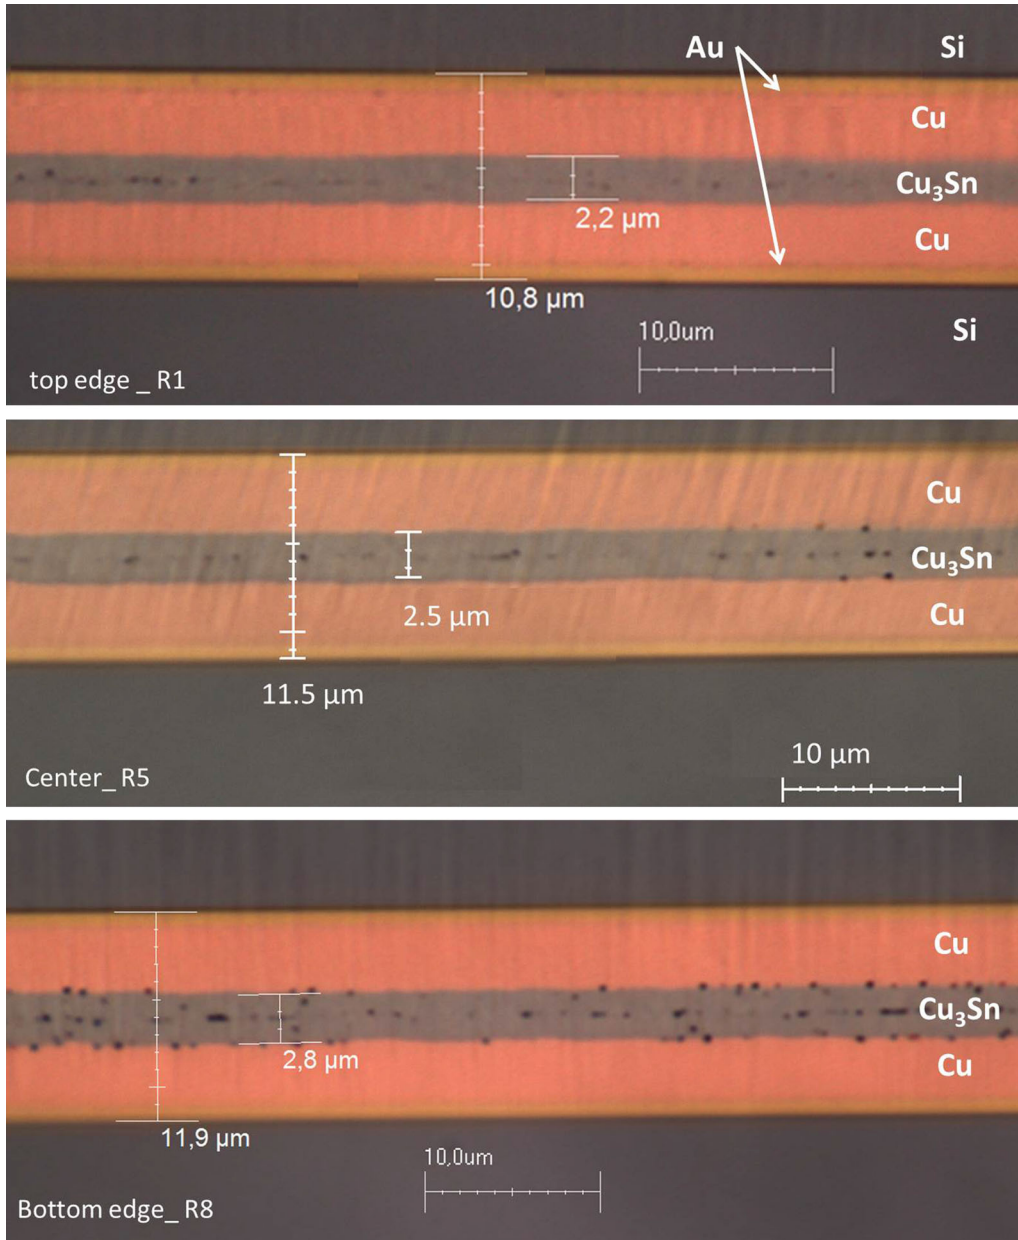 Au
Si
Cu
Cu₃Sn
2,2 µm
Cu
10,8 µm
Si
10,0um
top edge _ R1
Cu
Cu₃Sn
2.5 µm
Cu
11.5 µm
10 µm
Center_ R5
Cu
Cu₃Sn
2,8 µm
Cu
11,9 µm
10,0um
Bottom edge_ R8